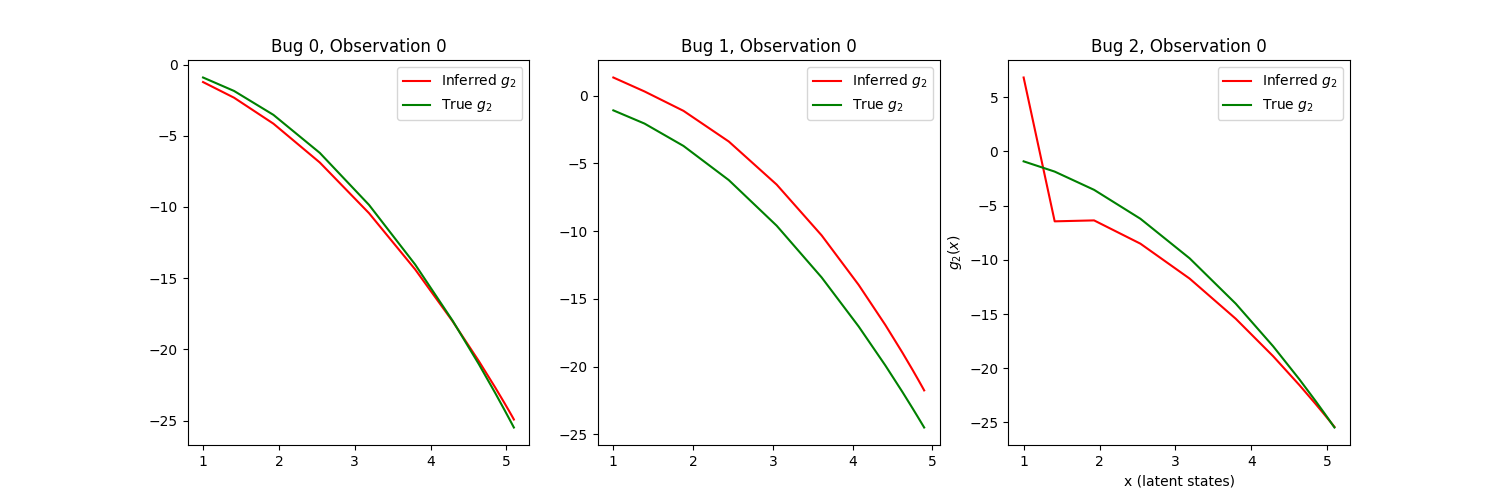 Bug 0, Observation 0
Inferred g₂
True g₂
0
−5
−10
−15
−20
−25
1 2 3 4 5
Bug 1, Observation 0
Inferred g₂
True g₂
0
−5
−10
−15
−20
−25
1 2 3 4 5
Bug 2, Observation 0
Inferred g₂
True g₂
g₂(x)
5
0
−5
−10
−15
−20
−25
1 2 3 4 5
x (latent states)